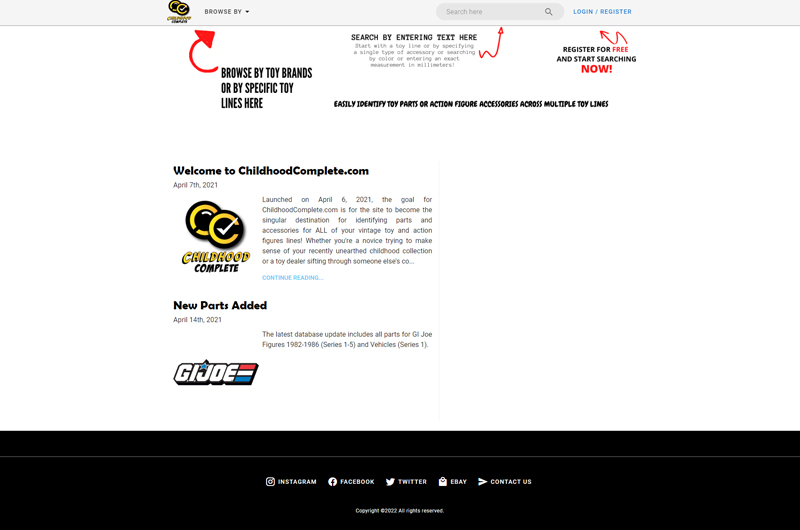 CHILDHOOD
COMPLETE
BROWSE BY
Search here
LOGIN / REGISTER
BROWSE BY TOY BRANDS
OR BY SPECIFIC TOY
LINES HERE
SEARCH BY ENTERING TEXT HERE
Start with a toy line or by specifying
a single type of accessory or searching
by color or entering an exact
measurement in millimeters!
REGISTER FOR FREE
AND START SEARCHING
NOW!
EASILY IDENTIFY TOY PARTS OR ACTION FIGURE ACCESSORIES ACROSS MULTIPLE TOY LINES
Welcome to ChildhoodComplete.com
April 7th, 2021
CHILDHOOD
COMPLETE
Launched on April 6, 2021, the goal for
ChildhoodComplete.com is for the site to become the
singular destination for identifying parts and
accessories for ALL of your vintage toy and action
figures lines! Whether you're a novice trying to make
sense of your recently unearthed childhood collection
or a toy dealer sifting through someone else's co...
CONTINUE READING...
New Parts Added
April 14th, 2021
GI JOE
The latest database update includes all parts for GI Joe
Figures 1982-1986 (Series 1-5) and Vehicles (Series 1).
INSTAGRAM
FACEBOOK
TWITTER
EBAY
CONTACT US
Copyright ©2022 All rights reserved.